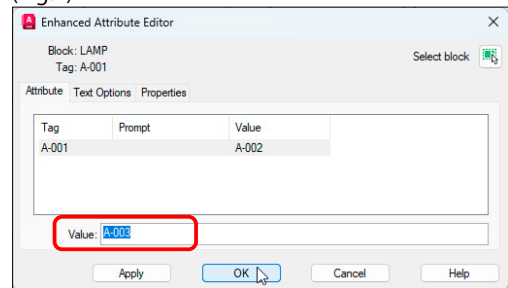 Enhanced Attribute Editor
Block: LAMP
Tag: A-001
Select block
Attribute Text Options Properties
Tag Prompt Value
A-001 A-002
Value: A-003
Apply OK Cancel Help